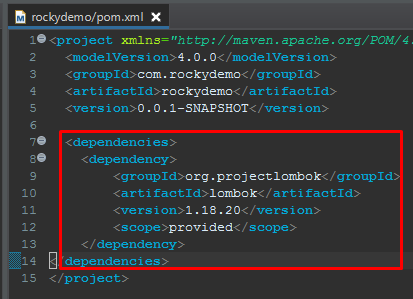 rockydemo/pom.xml
1 <project xmlns="http://maven.apache.org/POM/4
2 <modelVersion>4.0.0</modelVersion>
3 <groupId>com.rockydemo</groupId>
4 <artifactId>rockydemo</artifactId>
5 <version>0.0.1-SNAPSHOT</version>
6
7 <dependencies>
8 <dependency>
9 <groupId>org.projectlombok</groupId>
10 <artifactId>lombok</artifactId>
11 <version>1.18.20</version>
12 <scope>provided</scope>
13 </dependency>
14 </dependencies>
15 </project>